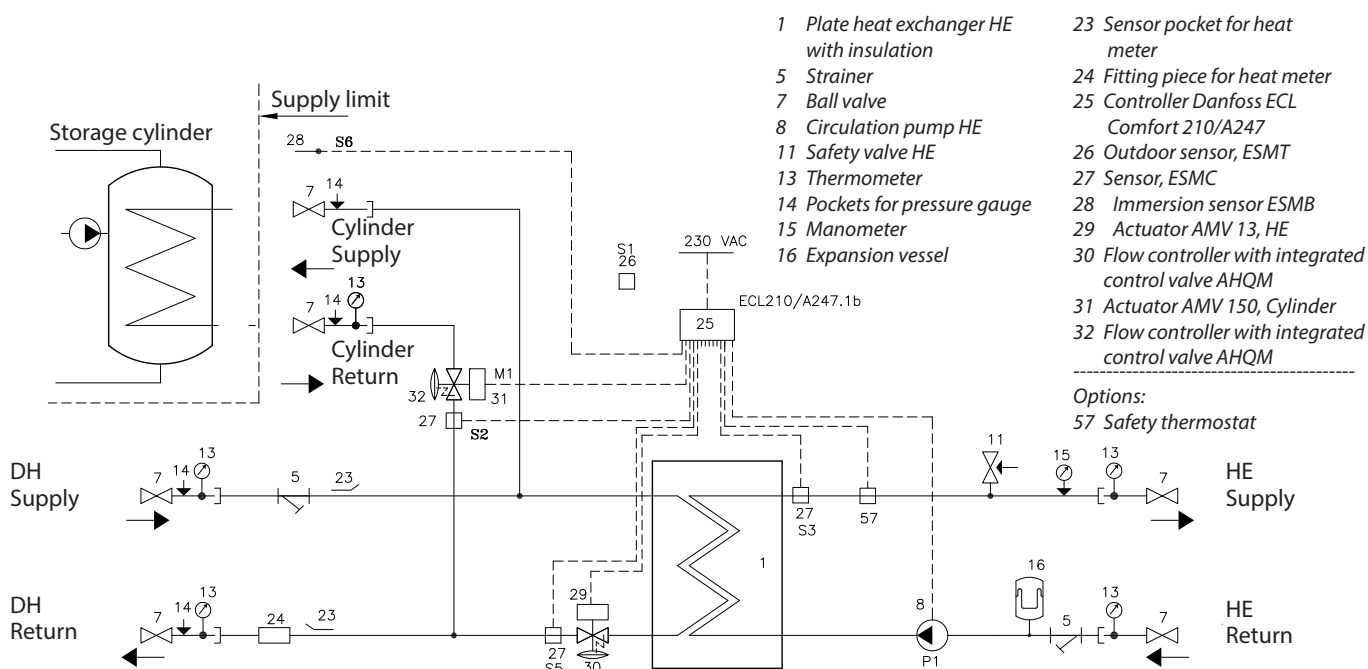 Supply limit
Storage cylinder
28 S6
7 14
Cylinder
Supply
13
7 14
Cylinder
Return
M1
32 31
27 S2
S1
26
230 VAC
ECL210/A247.1b
25
1 Plate heat exchanger HE
with insulation
5 Strainer
7 Ball valve
8 Circulation pump HE
11 Safety valve HE
13 Thermometer
14 Pockets for pressure gauge
15 Manometer
16 Expansion vessel
23 Sensor pocket for heat
meter
24 Fitting piece for heat meter
25 Controller Danfoss ECL
Comfort 210/A247
26 Outdoor sensor, ESMT
27 Sensor, ESMC
28 Immersion sensor ESMB
29 Actuator AMV 13, HE
30 Flow controller with integrated
control valve AHQM
31 Actuator AMV 150, Cylinder
32 Flow controller with integrated
control valve AHQM
Options:
57 Safety thermostat
DH
Supply
7 14 13 5 23
27
S3
57
11 15 13 7
HE
Supply
1
DH
Return
7 14 13 24 23
27
S5
29
30
8
P1
16
5 13 7
HE
Return